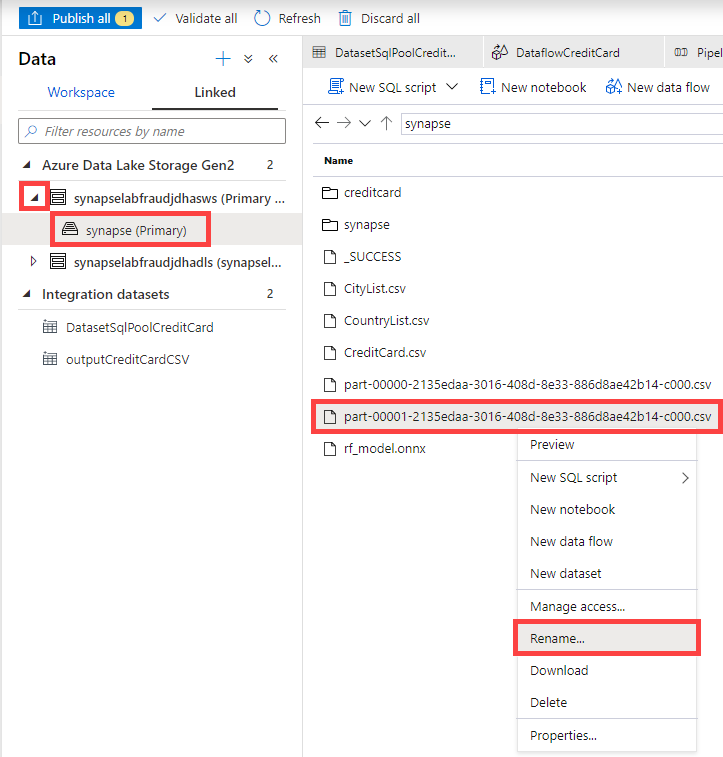 Publish all 1 Validate all Refresh Discard all
Data
Workspace Linked
Filter resources by name
Azure Data Lake Storage Gen2 2
synapselabfraudjdhasws (Primary ...
synapse (Primary)
synapselabfraudjdhadls (synapsel...
Integration datasets 2
DatasetSqlPoolCreditCard
outputCreditCardCSV
DatasetSqlPoolCredit... DataflowCreditCard Pipel
New SQL script New notebook New data flow
synapse
Name
creditcard
synapse
_SUCCESS
CityList.csv
CountryList.csv
CreditCard.csv
part-00000-2135edaa-3016-408d-8e33-886d8ae42b14-c000.csv
part-00001-2135edaa-3016-408d-8e33-886d8ae42b14-c000.csv
rf_model.onnx
Preview
New SQL script
New notebook
New data flow
New dataset
Manage access...
Rename...
Download
Delete
Properties...